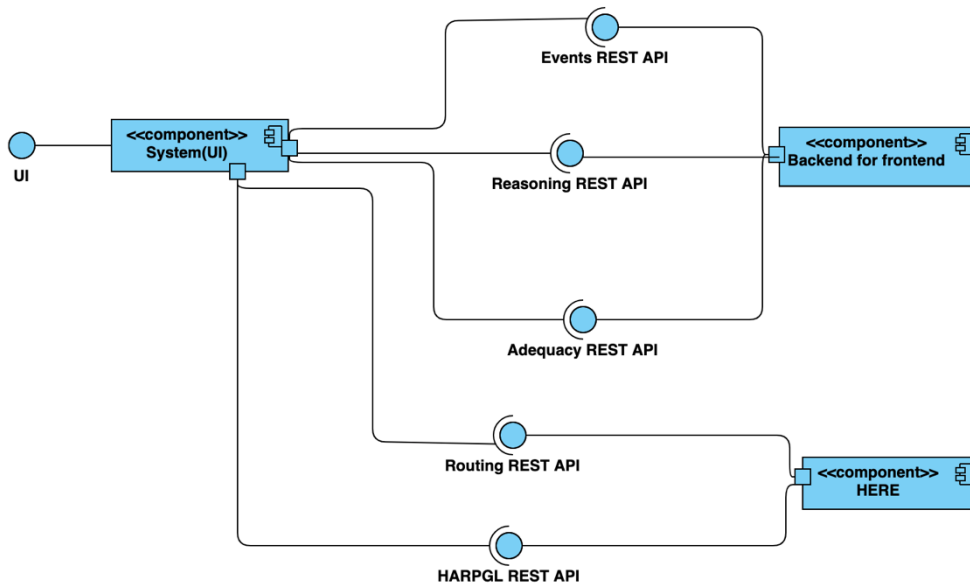 Events REST API
<<component>>
System(UI)
UI
<<component>>
Backend for frontend
Reasoning REST API
Adequacy REST API
Routing REST API
<<component>>
HERE
HARPGL REST API